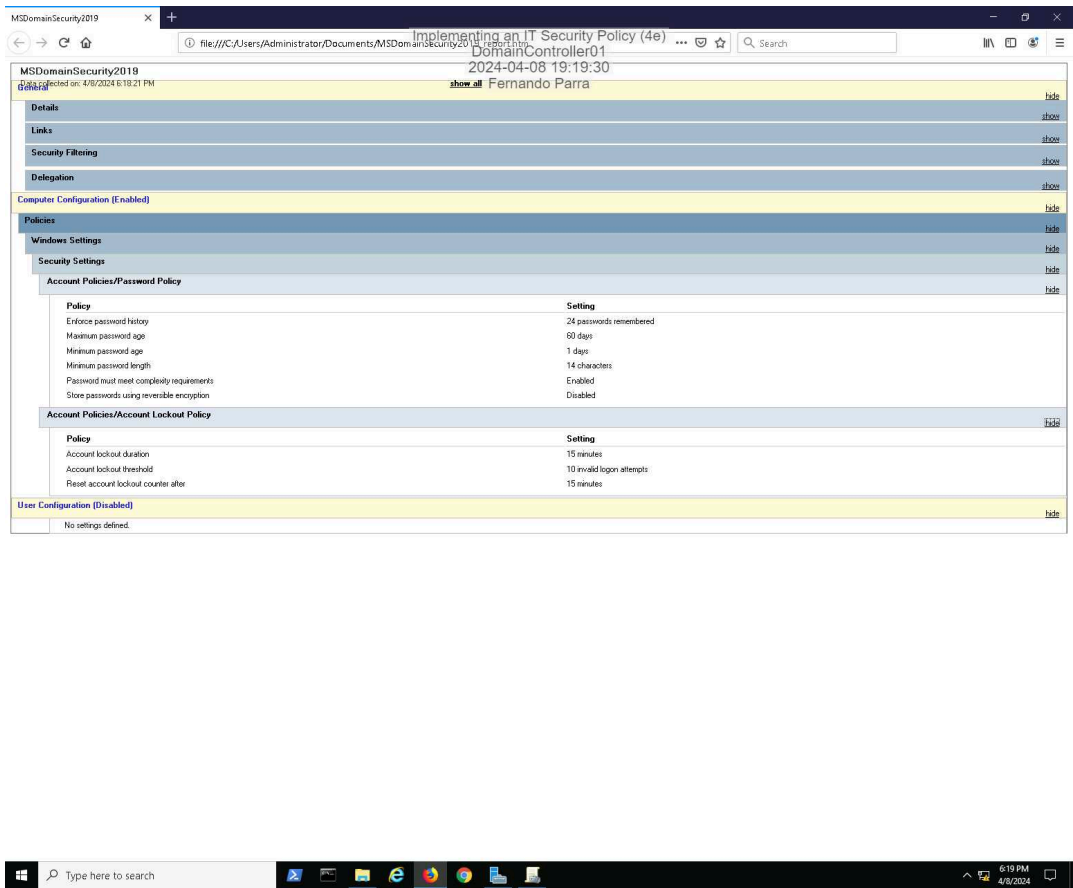 MSDomainSecurity2019
file:///C:/Users/Administrator/Documents/MSDomainSecurity2019_report.htm
Search
Implementing an IT Security Policy (4e)
DomainController01
2024-04-08 19:19:30
Fernando Parra
MSDomainSecurity2019
Data collected on: 4/8/2024 6:18:21 PM
show all
General
hide
Details
show
Links
show
Security Filtering
show
Delegation
show
Computer Configuration (Enabled)
hide
Policies
hide
Windows Settings
hide
Security Settings
hide
Account Policies/Password Policy
hide
Policy Setting
Enforce password history 24 passwords remembered
Maximum password age 60 days
Minimum password age 1 days
Minimum password length 14 characters
Password must meet complexity requirements Enabled
Store passwords using reversible encryption Disabled
Account Policies/Account Lockout Policy
hide
Policy Setting
Account lockout duration 15 minutes
Account lockout threshold 10 invalid logon attempts
Reset account lockout counter after 15 minutes
User Configuration (Disabled)
hide
No settings defined.
Type here to search
6:19 PM
4/8/2024